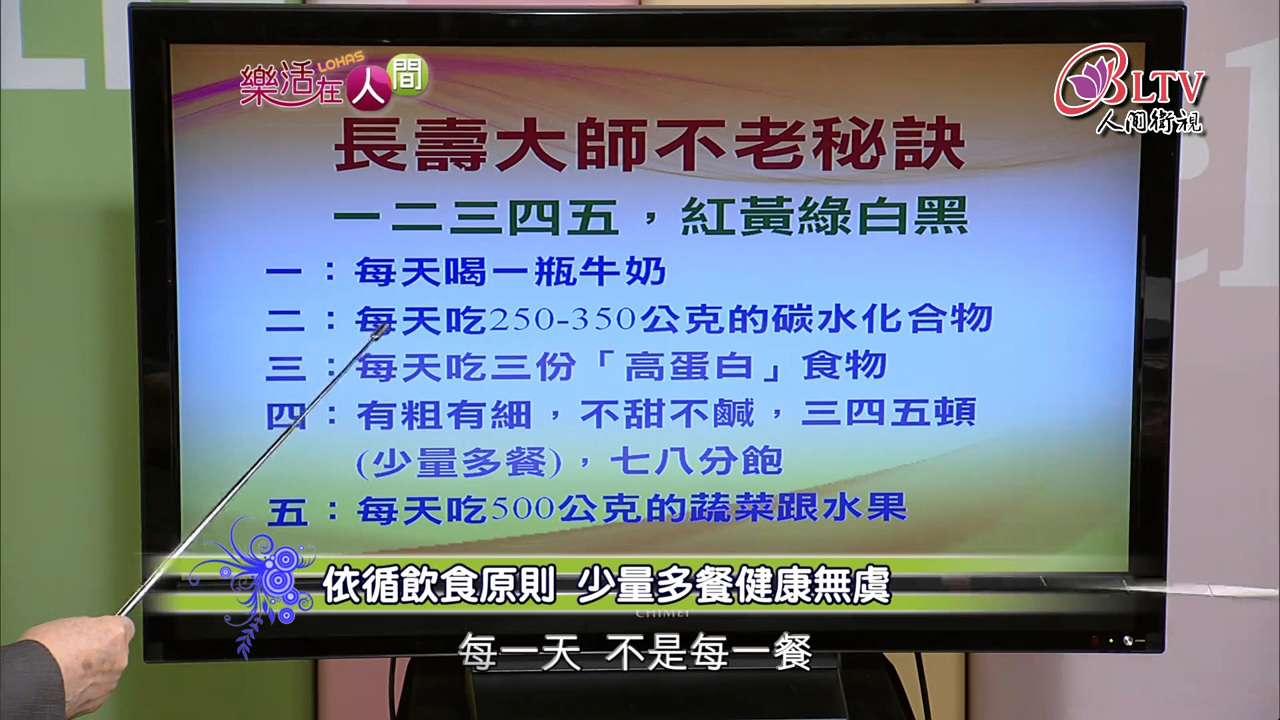 樂活在人間
LOHAS
BLTV
人间衛視
長壽大師不老秘訣
一二三四五，紅黃綠白黑
一：每天喝一瓶牛奶
二：每天吃250-350公克的碳水化合物
三：每天吃三份「高蛋白」食物
四：有粗有細，不甜不鹹，三四五頓
(少量多餐)，七八分飽
五：每天吃500公克的蔬菜跟水果
依循飲食原則 少量多餐健康無虞
CHIMEI
每一天 不是每一餐